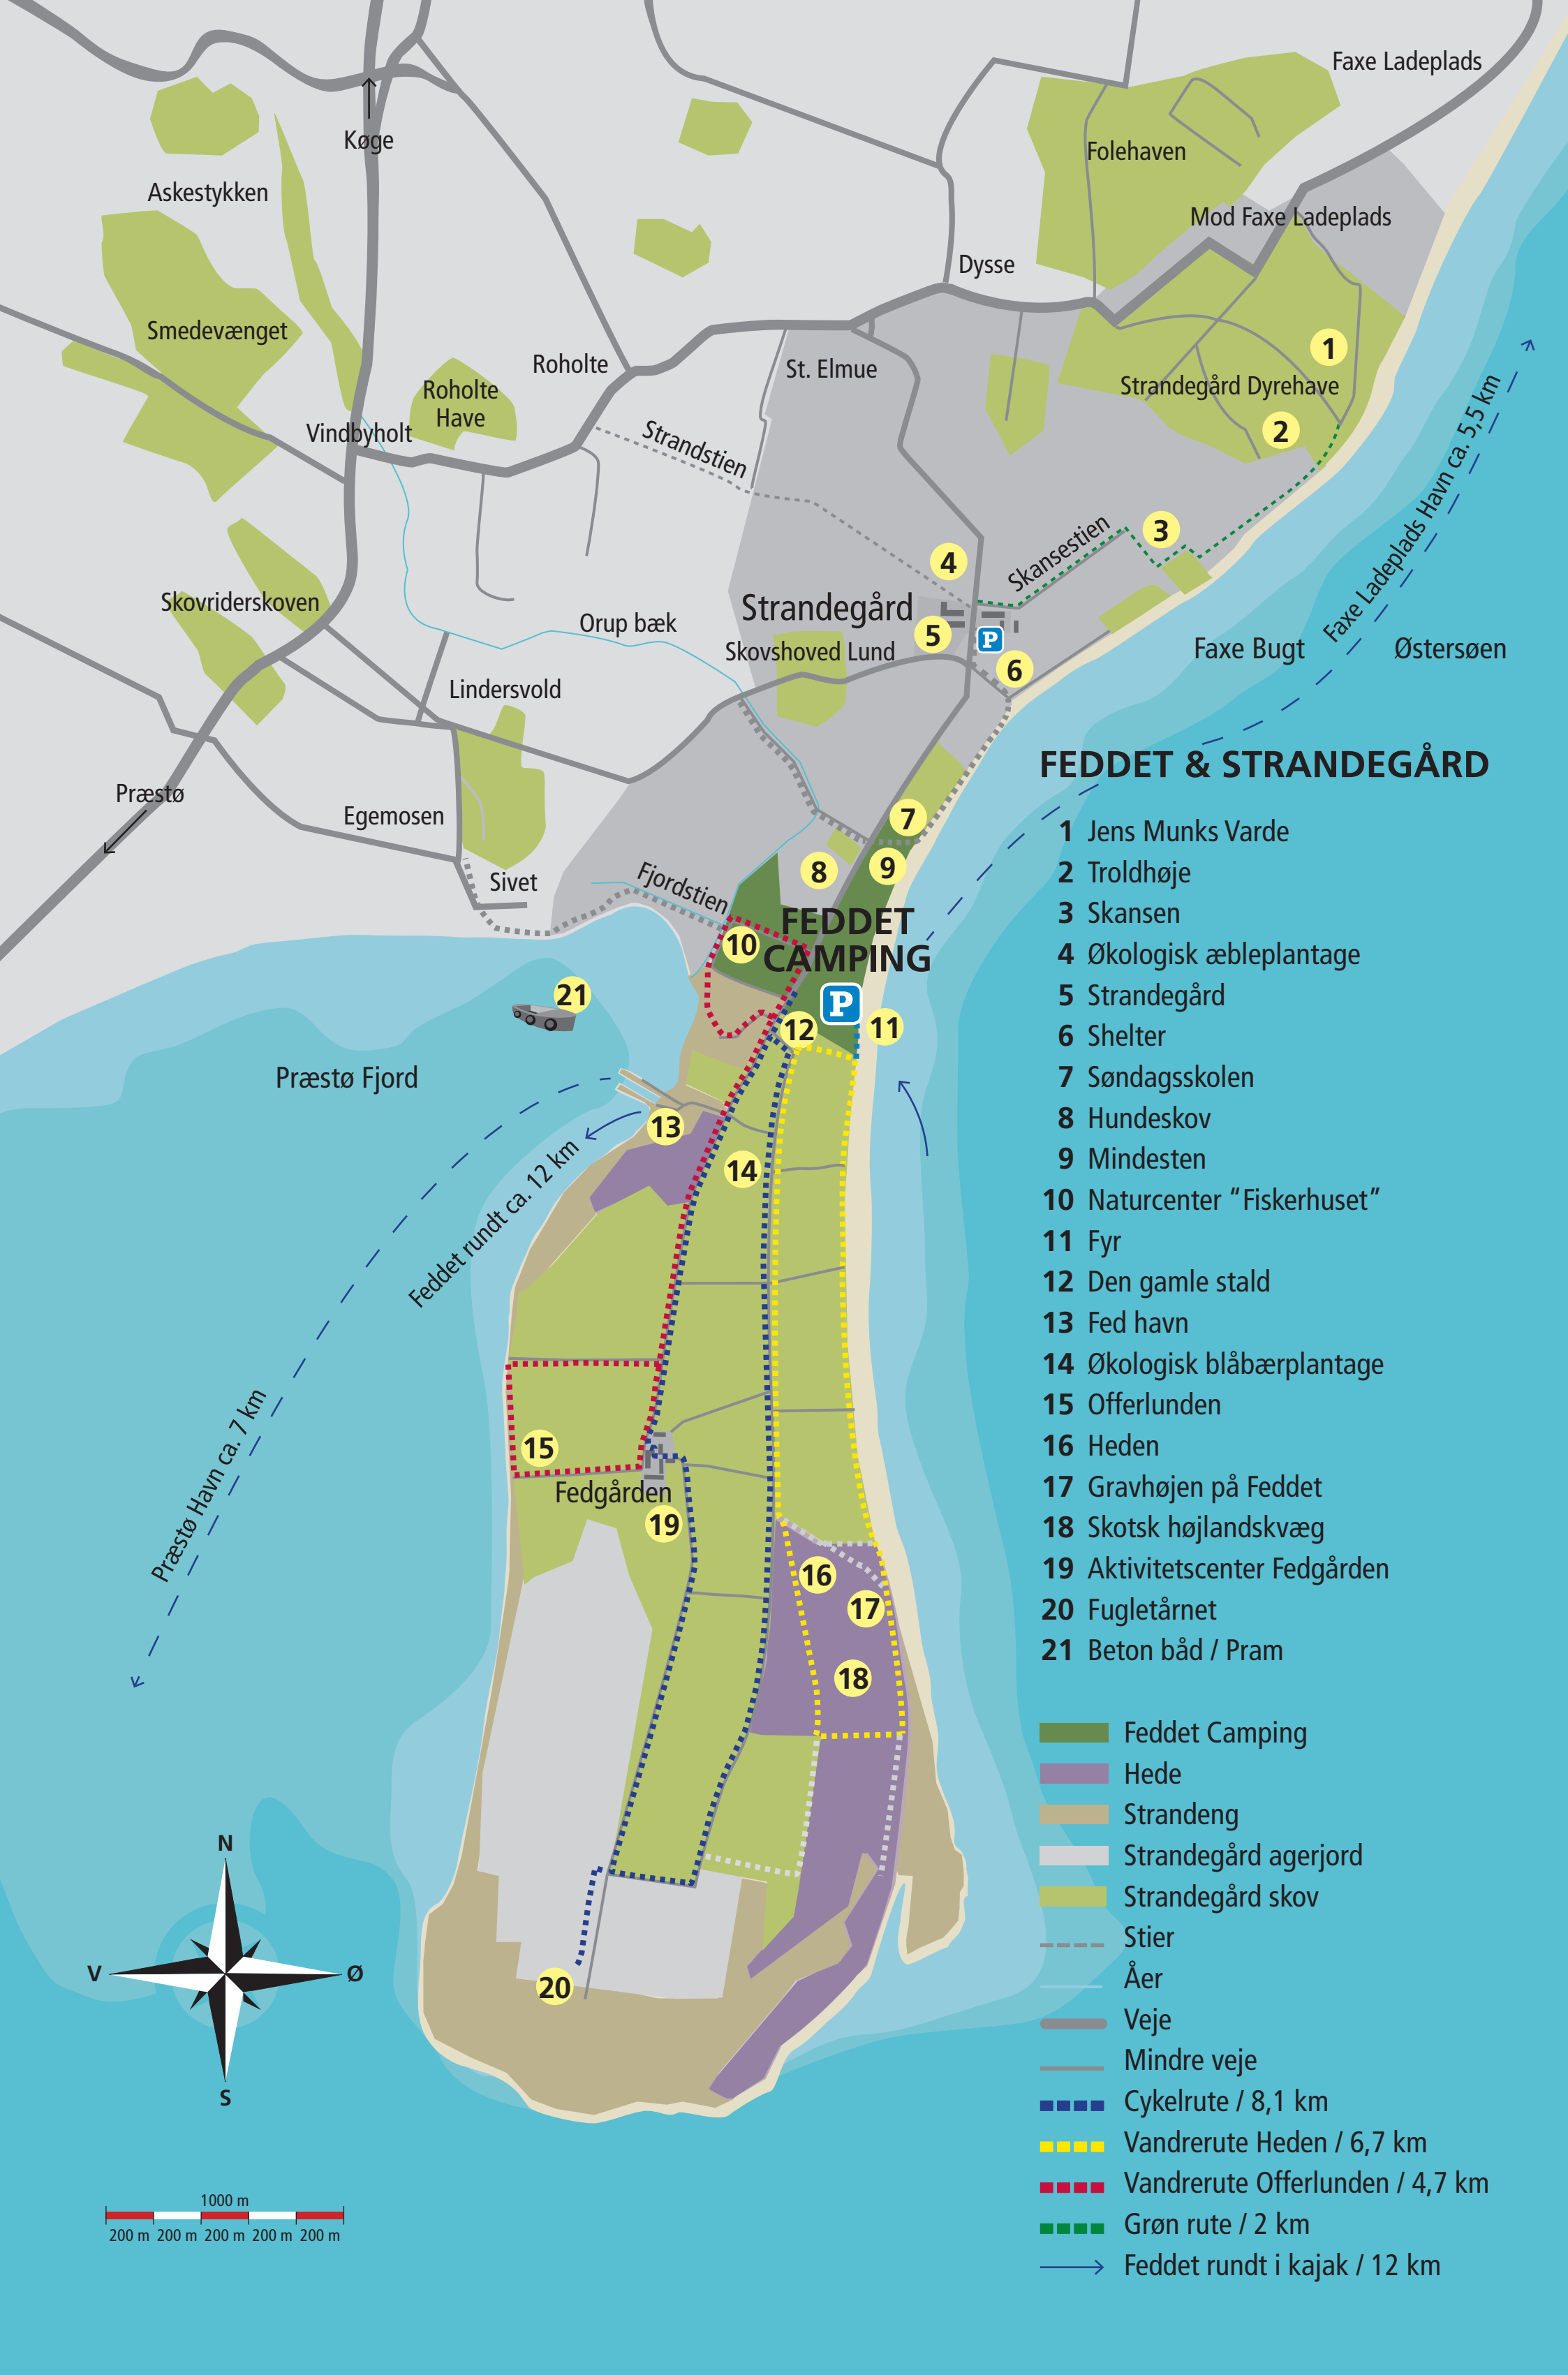 Faxe Ladeplads
Køge
Folehaven
Askestykken
Mod Faxe Ladeplads
Dysse
Smedevænget
Roholte
St. Elmue
1
Strandegård Dyrehave
Roholte
Have
2
Vindbyholt
Strandstien
Faxe Ladeplads Havn ca. 5,5 km
3
Skansestien
4
Skovriderskoven
Strandegård
Orup bæk
5
P
Skovshoved Lund
6
Faxe Bugt
Østersøen
Lindersvold
FEDDET & STRANDEGÅRD
Præstø
Egemosen
7
8
9
Sivet
Fjordstien
FEDDET
CAMPING
10
21
P
11
12
Præstø Fjord
13
Feddet rundt ca. 12 km
14
Præstø Havn ca. 7 km
15
Fedgården
19
16
17
18
20
1 Jens Munks Varde
2 Troldhøje
3 Skansen
4 Økologisk æbleplantage
5 Strandegård
6 Shelter
7 Søndagsskolen
8 Hundeskov
9 Mindesten
10 Naturcenter “Fiskerhuset”
11 Fyr
12 Den gamle stald
13 Fed havn
14 Økologisk blåbærplantage
15 Offerlunden
16 Heden
17 Gravhøjen på Feddet
18 Skotsk højlandskvæg
19 Aktivitetscenter Fedgården
20 Fugletårnet
21 Beton båd / Pram
Feddet Camping
Hede
Strandeng
Strandegård agerjord
Strandegård skov
Stier
Åer
Veje
Mindre veje
Cykelrute / 8,1 km
Vandrerute Heden / 6,7 km
Vandrerute Offerlunden / 4,7 km
Grøn rute / 2 km
Feddet rundt i kajak / 12 km
N
V
Ø
S
1000 m
200 m 200 m 200 m 200 m 200 m